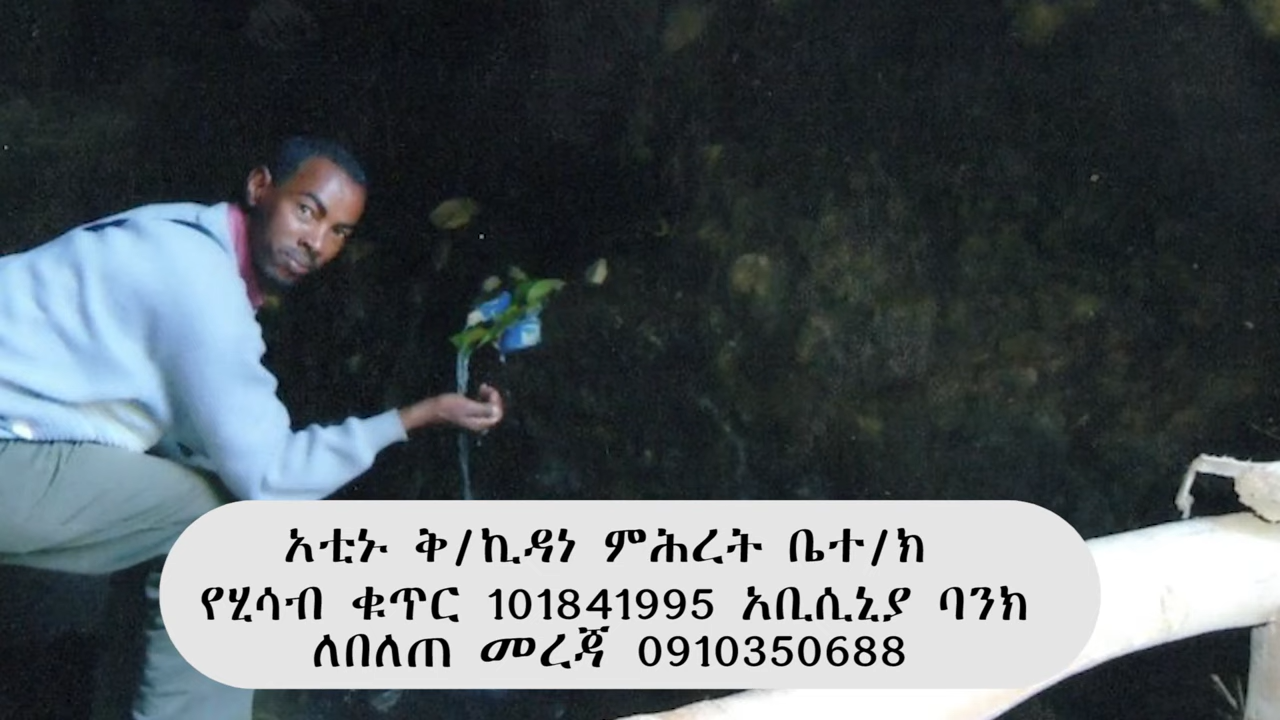 አቲኑ ቅ/ኪዳነ ምሕረት ቤተ/ክ
የሂሳብ ቁጥር 101841995 አቢሲኒያ ባንክ
ለበለጠ መረጃ 0910350688